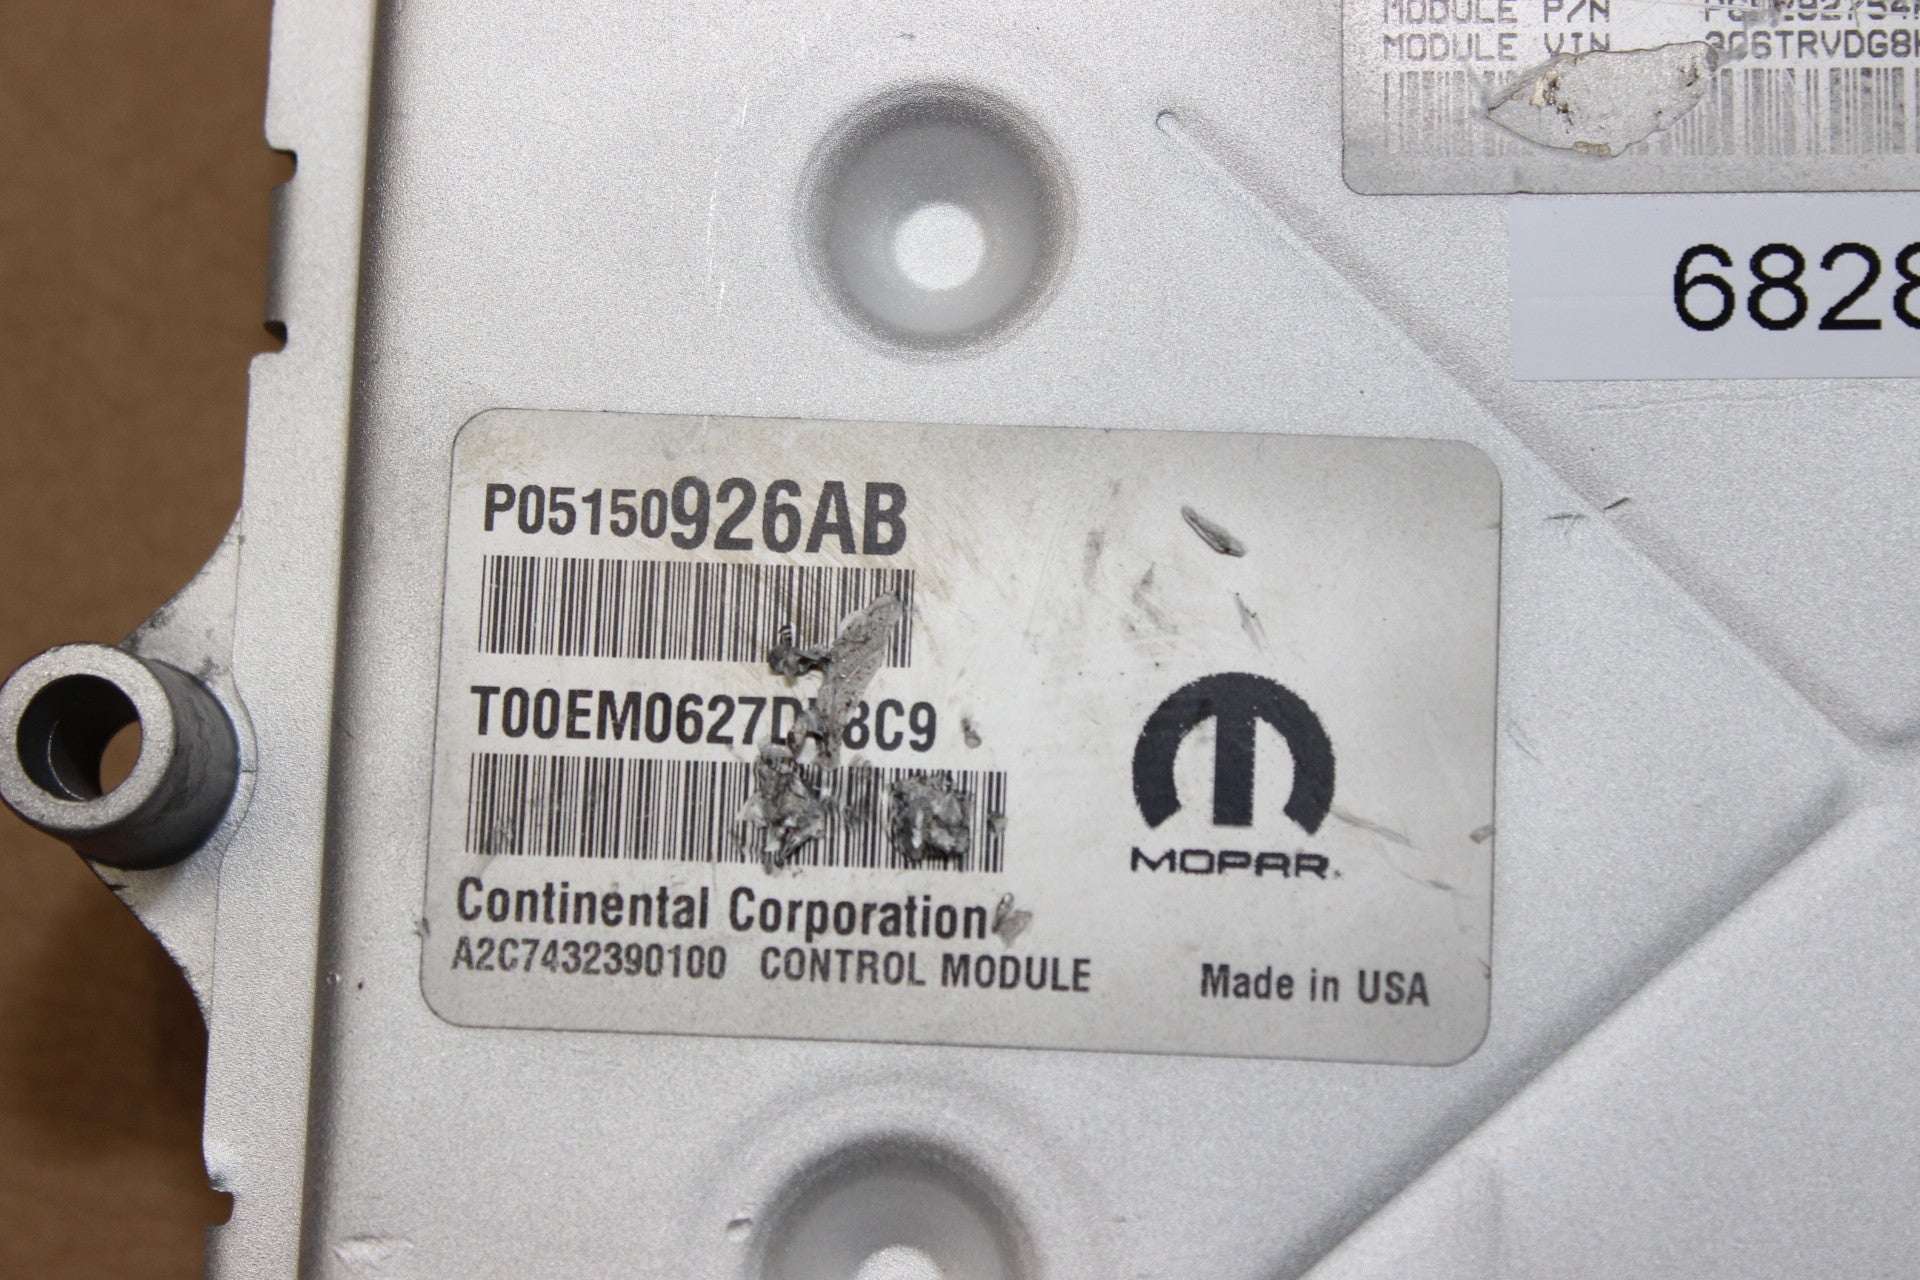 MODULE P/N
MODULE VIN
6828
P05150926AB
MOPAR.
Continental Corporation
A2C7432390100 CONTROL MODULE
Made in USA